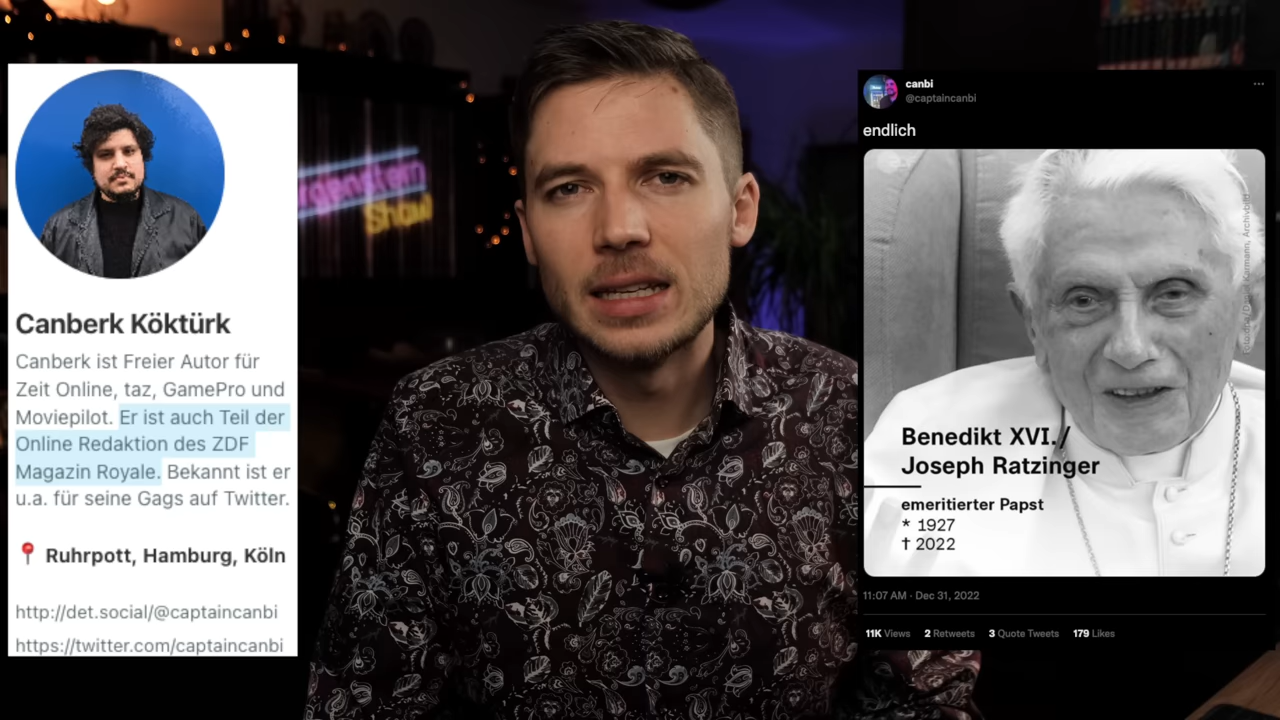 Canberk Köktürk
Canberk ist Freier Autor für
Zeit Online, taz, GamePro und
Moviepilot. Er ist auch Teil der
Online Redaktion des ZDF
Magazin Royale. Bekannt ist er
u.a. für seine Gags auf Twitter.
📍 Ruhrpott, Hamburg, Köln
http://det.social/@captaincanbi
https://twitter.com/captaincanbi
Show
canbi
@captaincanbi
endlich
Benedikt XVI./
Joseph Ratzinger
emeritierter Papst
* 1927
† 2022
11:07 AM · Dec 31, 2022
11K Views 2 Retweets 3 Quote Tweets 179 Likes